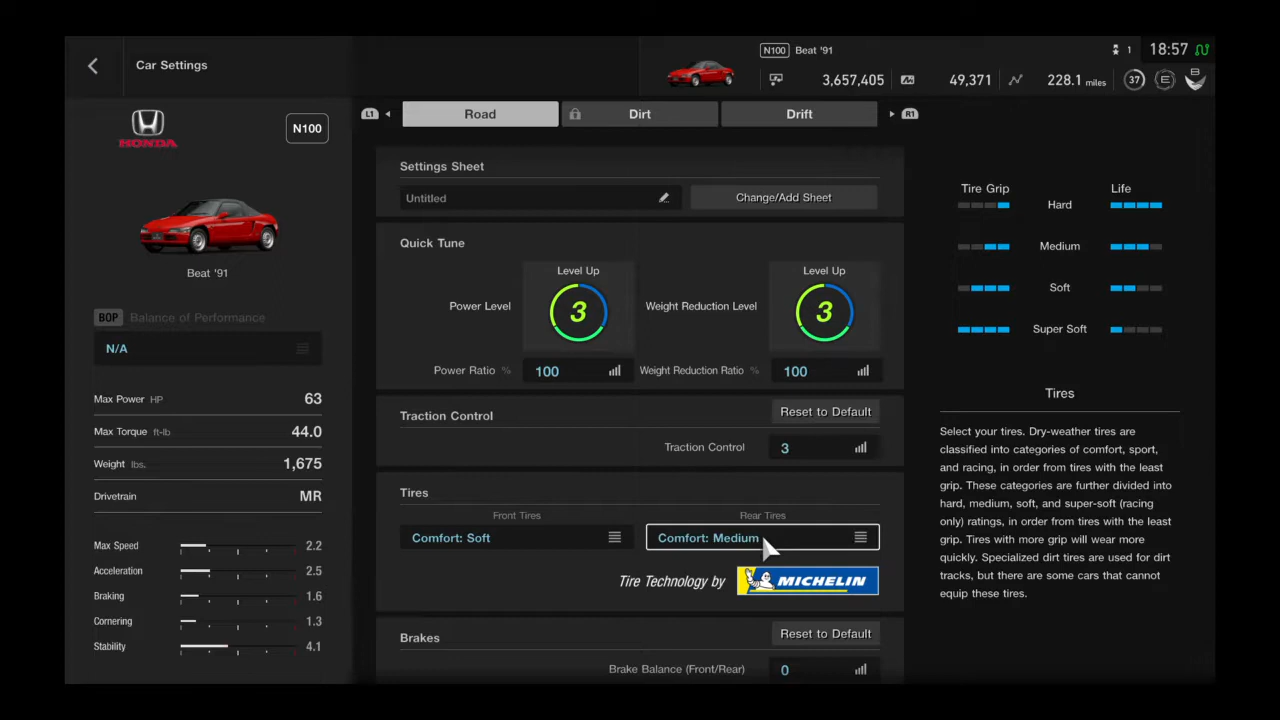 Car Settings
N100 Beat '91
1 18:57
3,657,405 49,371 228.1 miles 37 E B
HONDA
N100
Beat '91
BOP Balance of Performance
N/A
Max Power HP 63
Max Torque ft-lb 44.0
Weight lbs. 1,675
Drivetrain MR
Max Speed 2.2
Acceleration 2.5
Braking 1.6
Cornering 1.3
Stability 4.1
L1 Road Dirt Drift R1
Settings Sheet
Untitled Change/Add Sheet
Quick Tune
Level Up Level Up
Power Level 3 Weight Reduction Level 3
Power Ratio % 100 Weight Reduction Ratio % 100
Traction Control Reset to Default
Traction Control 3
Tires
Front Tires Rear Tires
Comfort: Soft Comfort: Medium
Tire Technology by MICHELIN
Brakes Reset to Default
Brake Balance (Front/Rear) 0
Tire Grip Life
Hard
Medium
Soft
Super Soft
Tires
Select your tires. Dry-weather tires are
classified into categories of comfort, sport,
and racing, in order from tires with the least
grip. These categories are further divided into
hard, medium, soft, and super-soft (racing
only) ratings, in order from tires with the least
grip. Tires with more grip will wear more
quickly. Specialized dirt tires are used for dirt
tracks, but there are some cars that cannot
equip these tires.